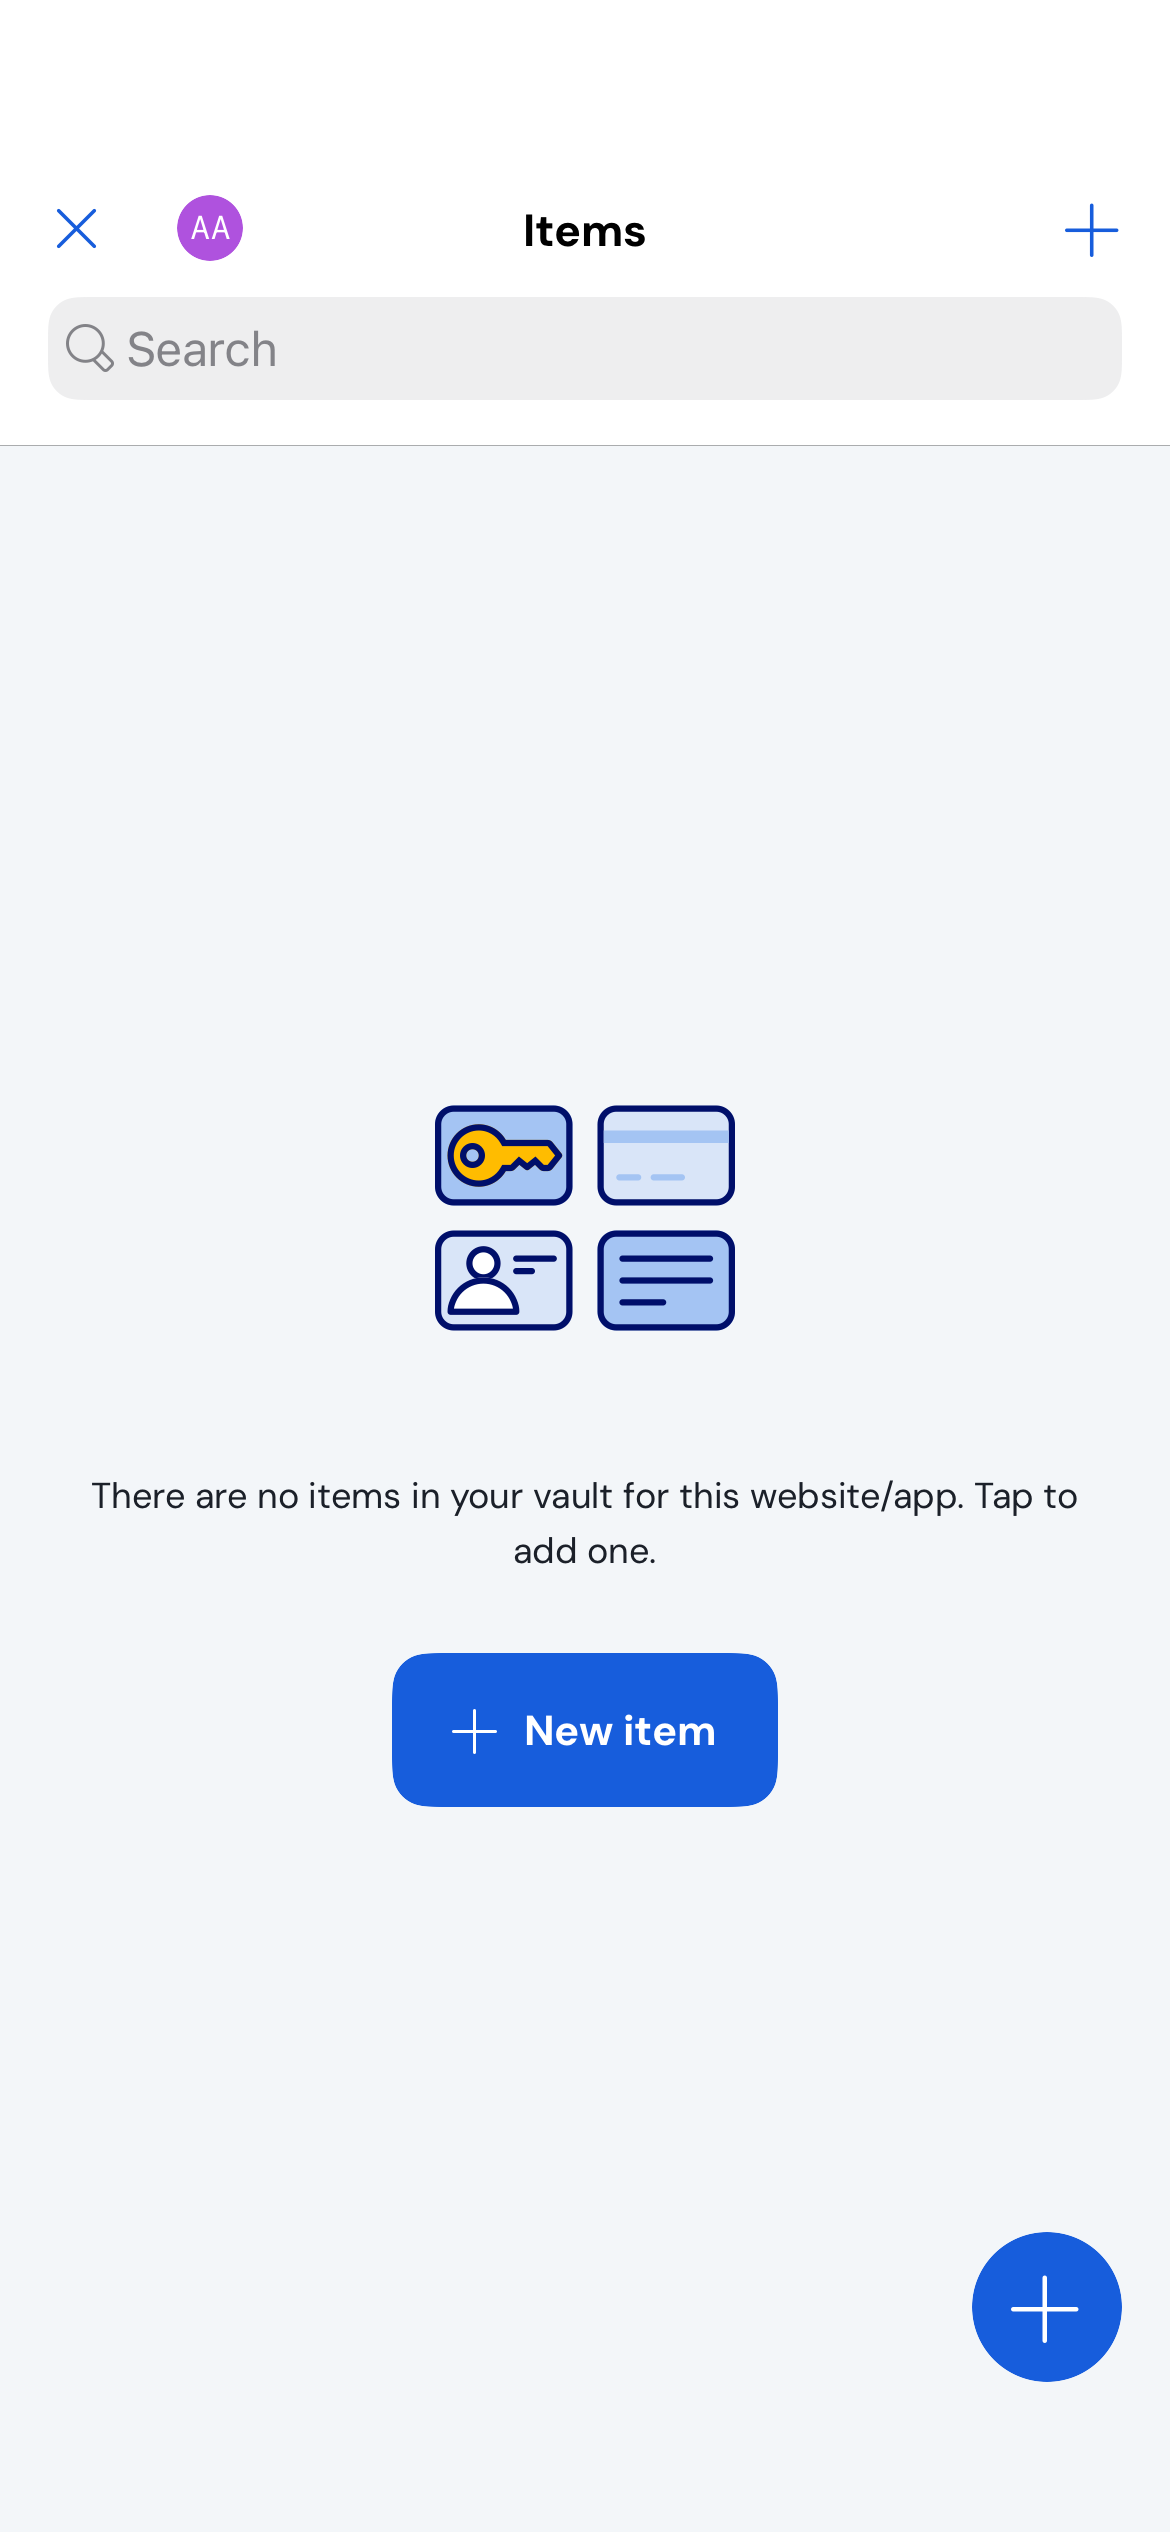 AA
Items
Search
There are no items in your vault for this website/app. Tap to
add one.
New item